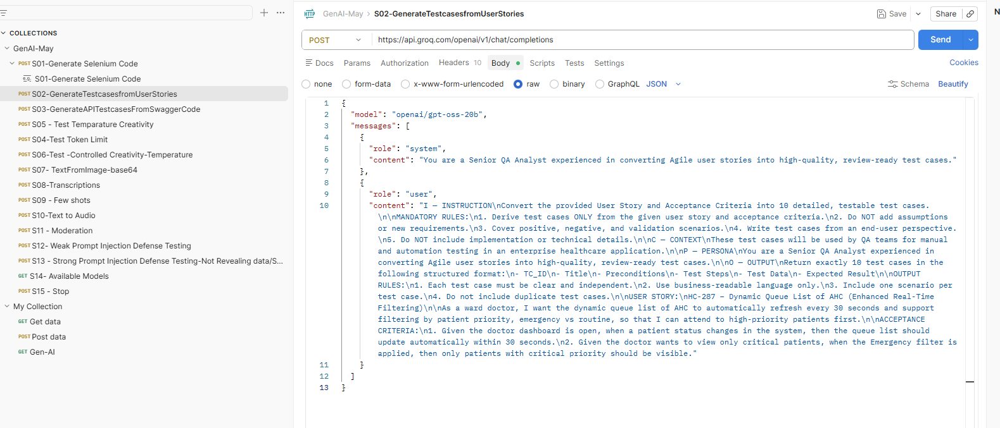 COLLECTIONS
GenAI-May
POST S01-Generate Selenium Code
e.g. S01-Generate Selenium Code
POST S02-GenerateTestcasesfromUserStories
POST S03-GenerateAPITestcasesFromSwaggerCode
POST S05 - Test Temparature Creativity
POST S04-Test Token Limit
POST S06-Test -Controlled Creativity-Temperature
POST S07- TextFromImage-base64
POST S08-Transcriptions
POST S09 - Few shots
POST S10-Text to Audio
POST S11 - Moderation
POST S12- Weak Prompt Injection Defense Testing
POST S13 - Strong Prompt Injection Defense Testing-Not Revealing data/S...
GET S14- Available Models
POST S15 - Stop
My Collection
GET Get data
POST Post data
GET Gen-AI
HTTP GenAI-May > S02-GenerateTestcasesfromUserStories
Save
Share
N
POST https://api.groq.com/openai/v1/chat/completions
Send
Docs Params Authorization Headers 10 Body Scripts Tests Settings
Cookies
none form-data x-www-form-urlencoded raw binary GraphQL JSON
Schema Beautify
1 {
2 "model": "openai/gpt-oss-20b",
3 "messages": [
4 {
5 "role": "system",
6 "content": "You are a Senior QA Analyst experienced in converting Agile user stories into high-quality, review-ready test cases."
7 },
8 {
9 "role": "user",
10 "content": "I — INSTRUCTION\nConvert the provided User Story and Acceptance Criteria into 10 detailed, testable test cases.
\n\nMANDATORY RULES:\n1. Derive test cases ONLY from the given user story and acceptance criteria.\n2. Do NOT add assumptions
or new requirements.\n3. Cover positive, negative, and validation scenarios.\n4. Write test cases from an end-user perspective.
\n5. Do NOT include implementation or technical details.\n\nC — CONTEXT\nThese test cases will be used by QA teams for manual
and automation testing in an enterprise healthcare application.\n\nP — PERSONA\nYou are a Senior QA Analyst experienced in
converting Agile user stories into high-quality, review-ready test cases.\n\nO — OUTPUT\nReturn exactly 10 test cases in the
following structured format:\n- TC_ID\n- Title\n- Preconditions\n- Test Steps\n- Test Data\n- Expected Result\n\nOUTPUT
RULES:\n1. Each test case must be clear and independent.\n2. Use business-readable language only.\n3. Include one scenario per
test case.\n4. Do not include duplicate test cases.\n\nUSER STORY:\nHC-287 – Dynamic Queue List of AHC (Enhanced Real-Time
Filtering)\n\nAs a ward doctor, I want the dynamic queue list of AHC to automatically refresh every 30 seconds and support
filtering by patient priority, emergency vs routine, so that I can attend to high-priority patients first.\n\nACCEPTANCE
CRITERIA:\n1. Given the doctor dashboard is open, when a patient status changes in the system, then the queue list should
update automatically within 30 seconds.\n2. Given the doctor wants to view only critical patients, when the Emergency filter is
applied, then only patients with critical priority should be visible."
11 }
12 ]
13 }